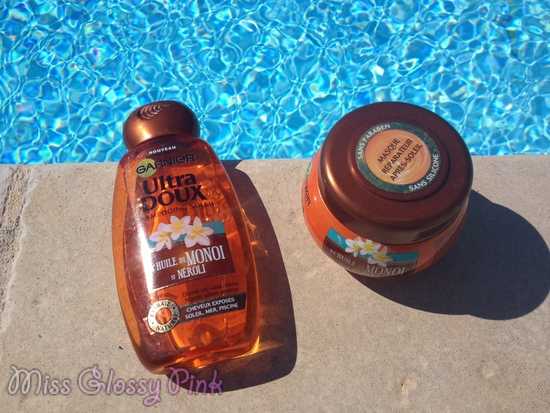 NOUVEAU
GARNIER
Ultra
DOUX
L'HUILE DE MONOÏ
ET NÉROLI
CHEVEUX EXPOSÉS
SOLEIL, MER, PISCINE
SANS PARABEN
MASQUE
RÉPARATEUR
APRÈS-SOLEIL
SANS SILICONE
MONOÏ
Miss Glossy Pink